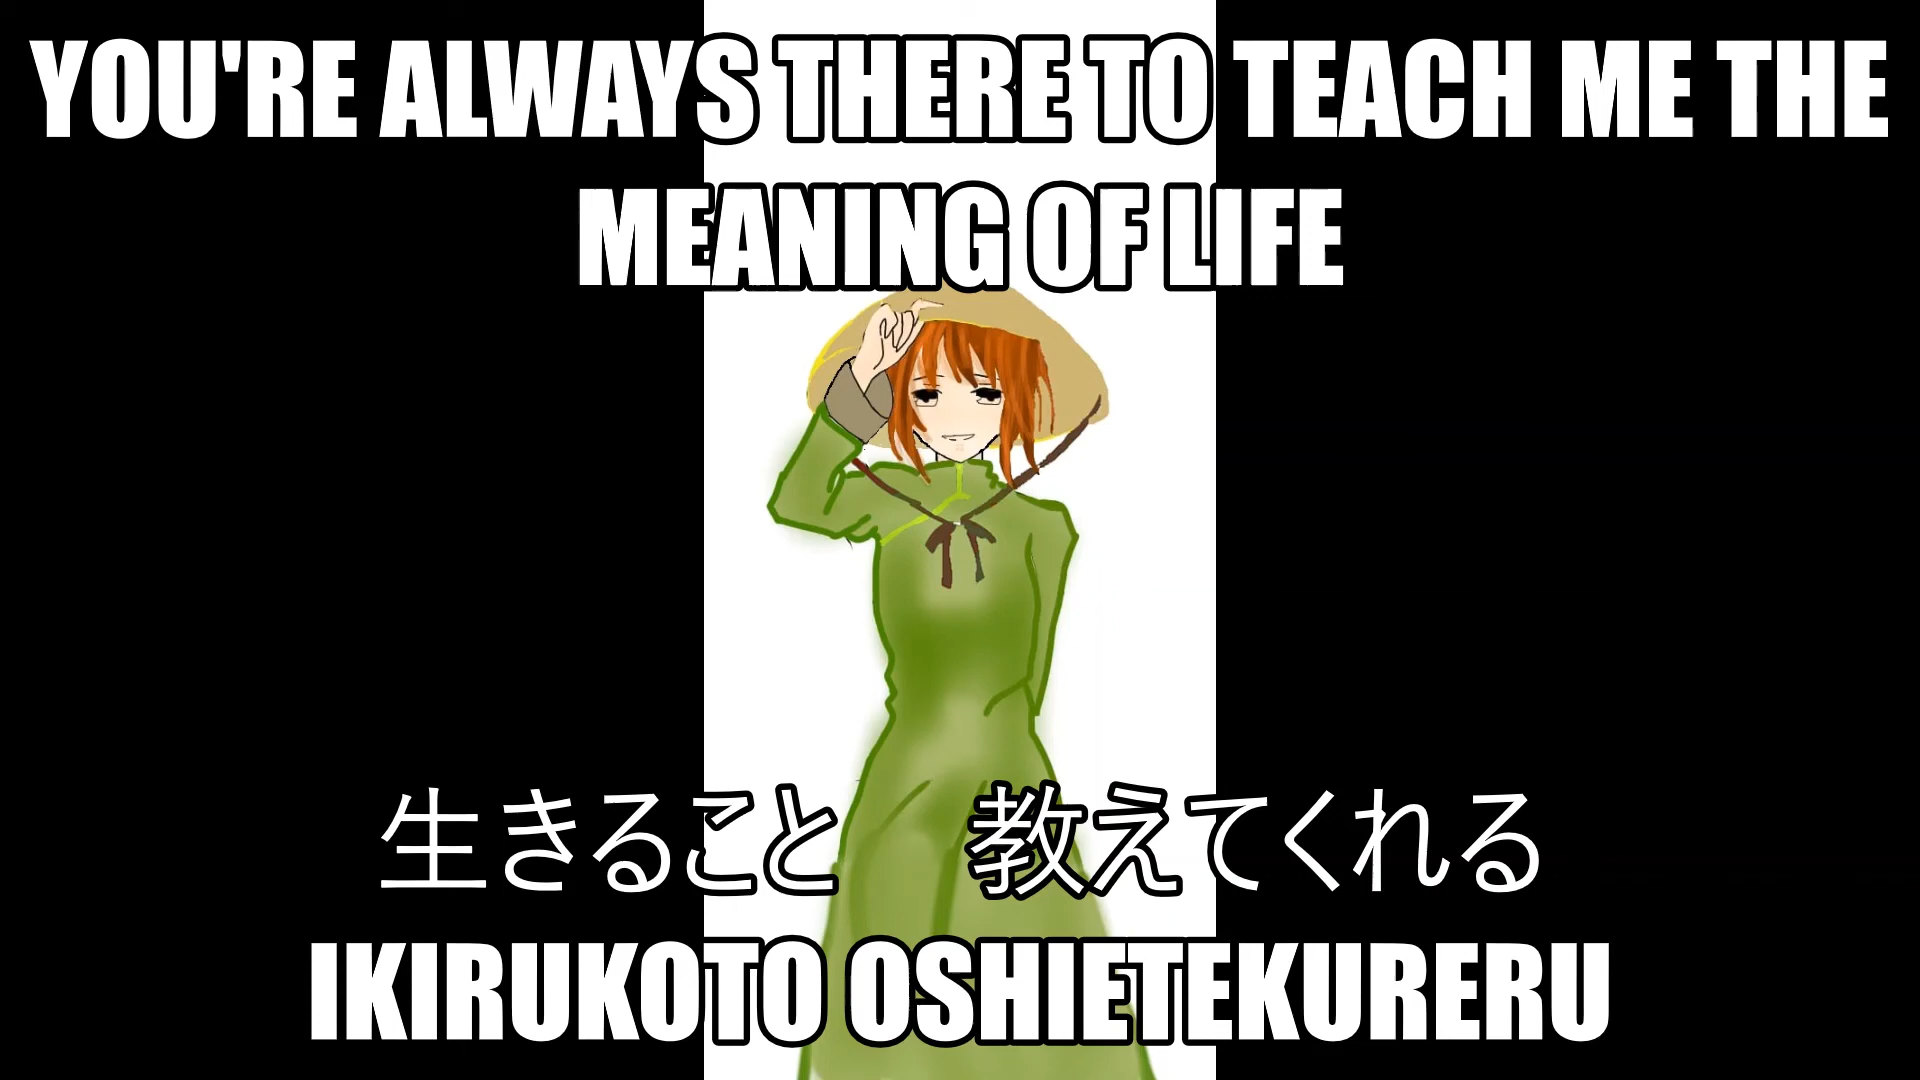 YOU'RE ALWAYS THERE TO TEACH ME THE
MEANING OF LIFE
生きること　教えてくれる
IKIRUKOTO OSHIETEKURERU